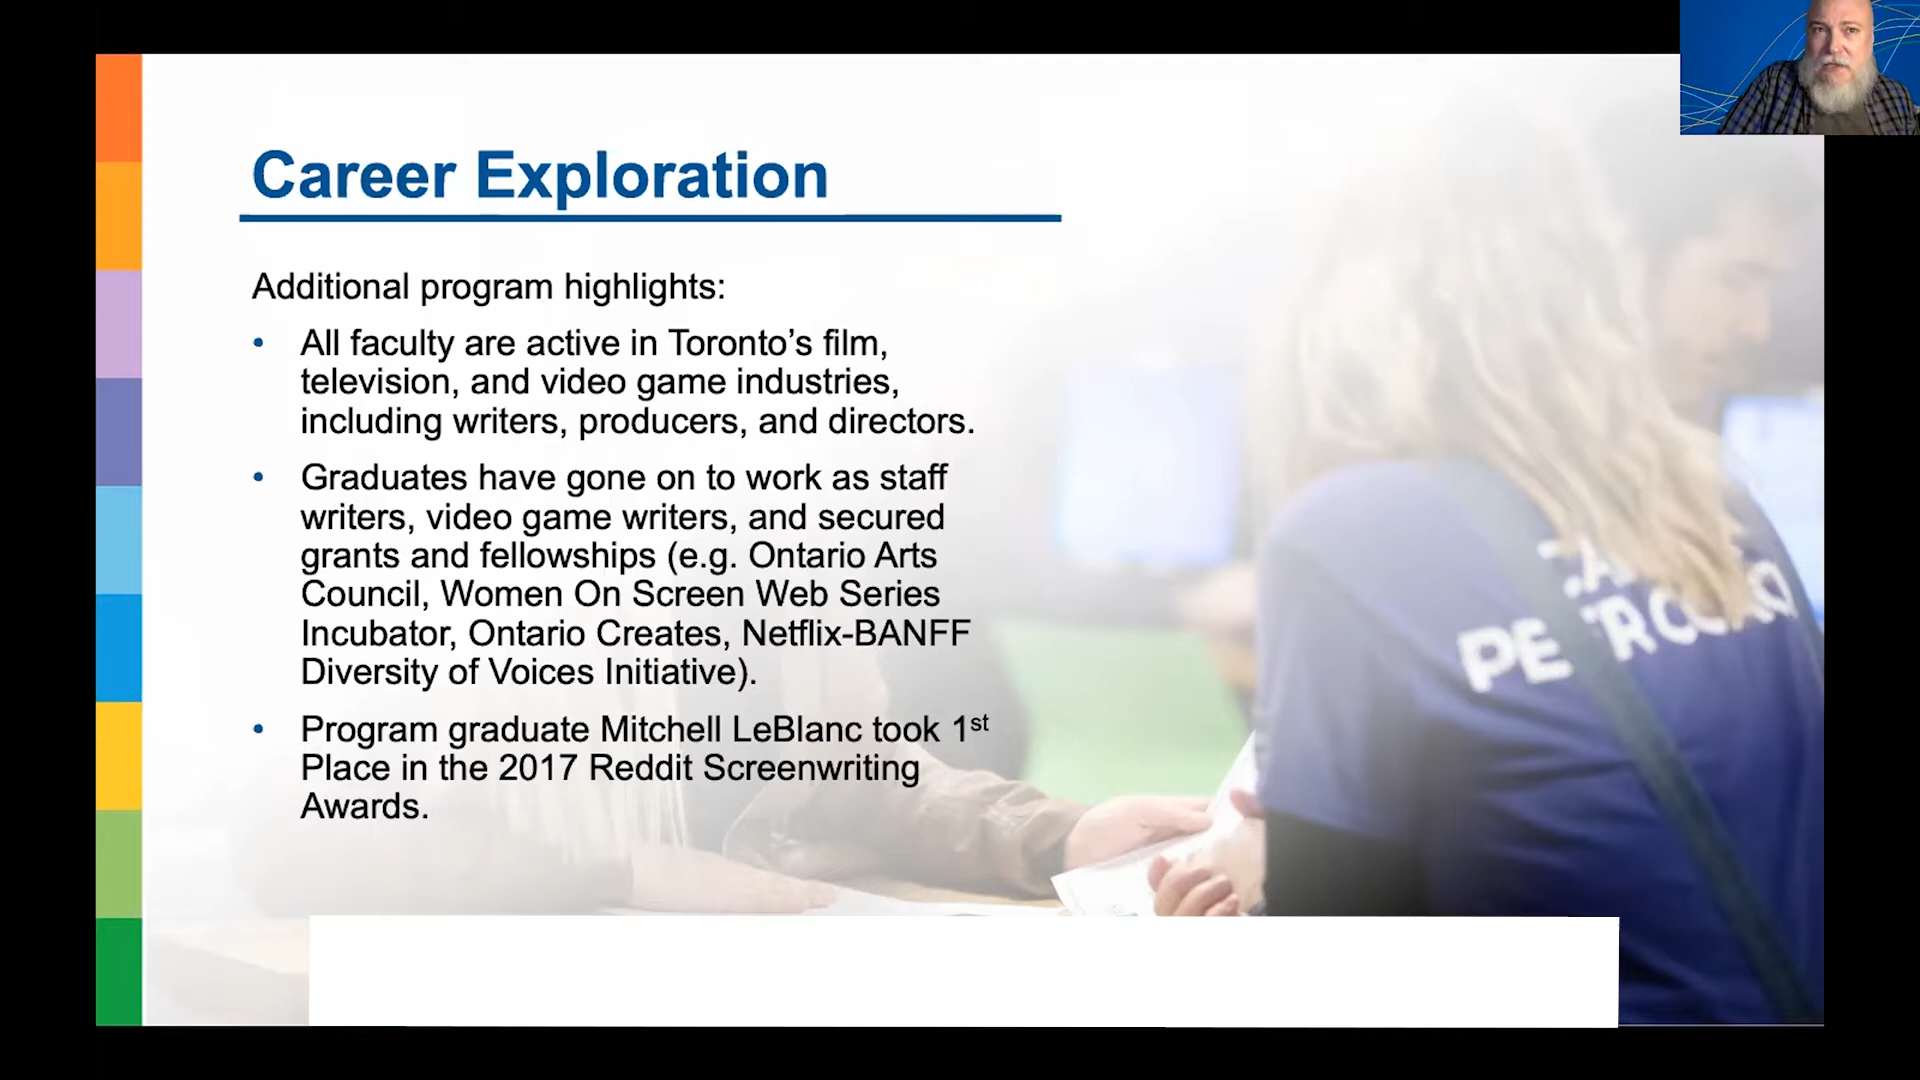 Career Exploration
Additional program highlights:
• All faculty are active in Toronto’s film,
television, and video game industries,
including writers, producers, and directors.
• Graduates have gone on to work as staff
writers, video game writers, and secured
grants and fellowships (e.g. Ontario Arts
Council, Women On Screen Web Series
Incubator, Ontario Creates, Netflix-BANFF
Diversity of Voices Initiative).
• Program graduate Mitchell LeBlanc took 1st
Place in the 2017 Reddit Screenwriting
Awards.